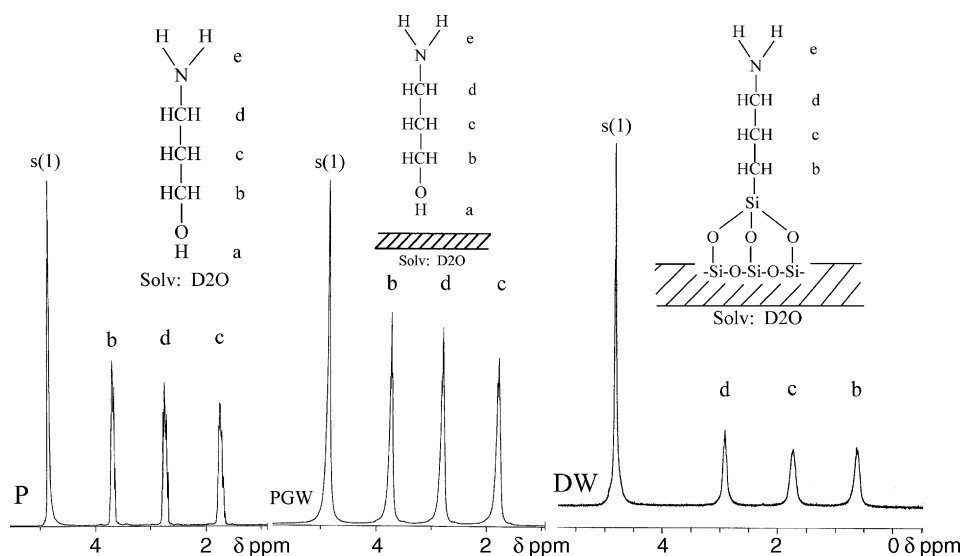 H H
N e
HCH d
HCH c
HCH b
O
H a
Solv: D2O
s(1)
b d c
P
4 2 δ ppm
H H
N e
HCH d
HCH c
HCH b
O
H a
Solv: D2O
s(1)
b d c
PGW
4 2 δ ppm
H H
N e
HCH d
HCH c
HCH b
Si
O O O
-Si-O-Si-O-Si-
Solv: D2O
s(1)
d c b
DW
4 2 0 δ ppm